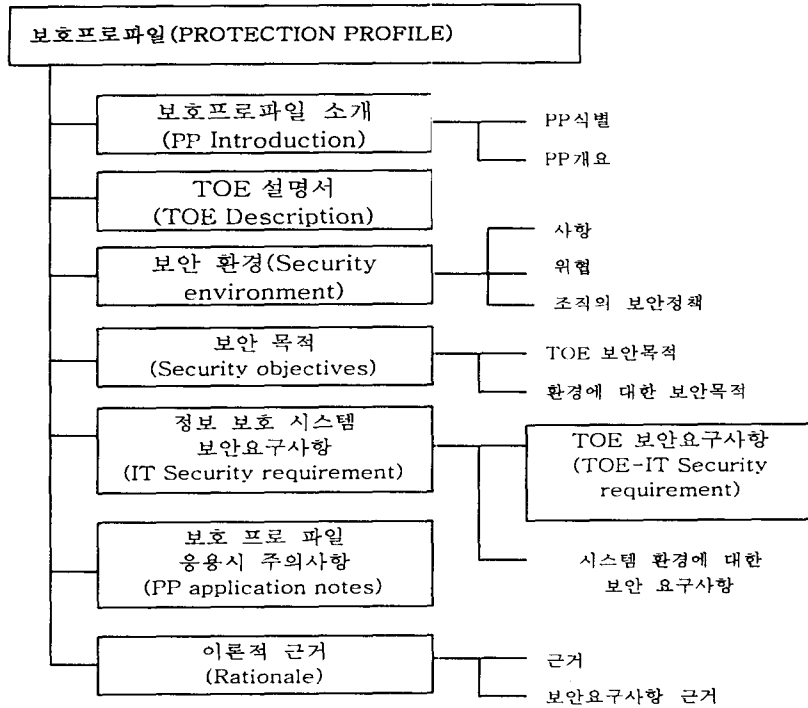 보호프로파일(PROTECTION PROFILE)
보호프로파일 소개
(PP Introduction)
PP식별
PP개요
TOE 설명서
(TOE Description)
보안 환경(Security
environment)
사항
위협
조직의 보안정책
보안 목적
(Security objectives)
TOE 보안목적
환경에 대한 보안목적
정보 보호 시스템
보안요구사항
(IT Security requirement)
TOE 보안요구사항
(TOE-IT Security
requirement)
시스템 환경에 대한
보안 요구사항
보호 프로 파일
응용시 주의사항
(PP application notes)
이론적 근거
(Rationale)
근거
보안요구사항 근거